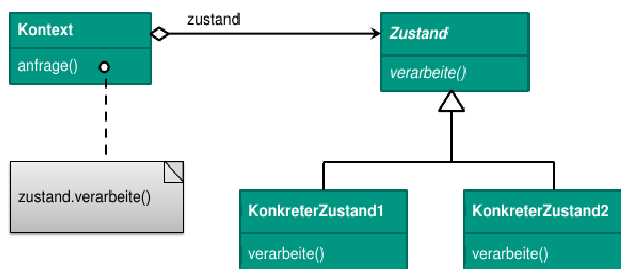 Kontext
anfrage()
zustand
Zustand
verarbeite()
zustand.verarbeite()
KonkreterZustand1
verarbeite()
KonkreterZustand2
verarbeite()